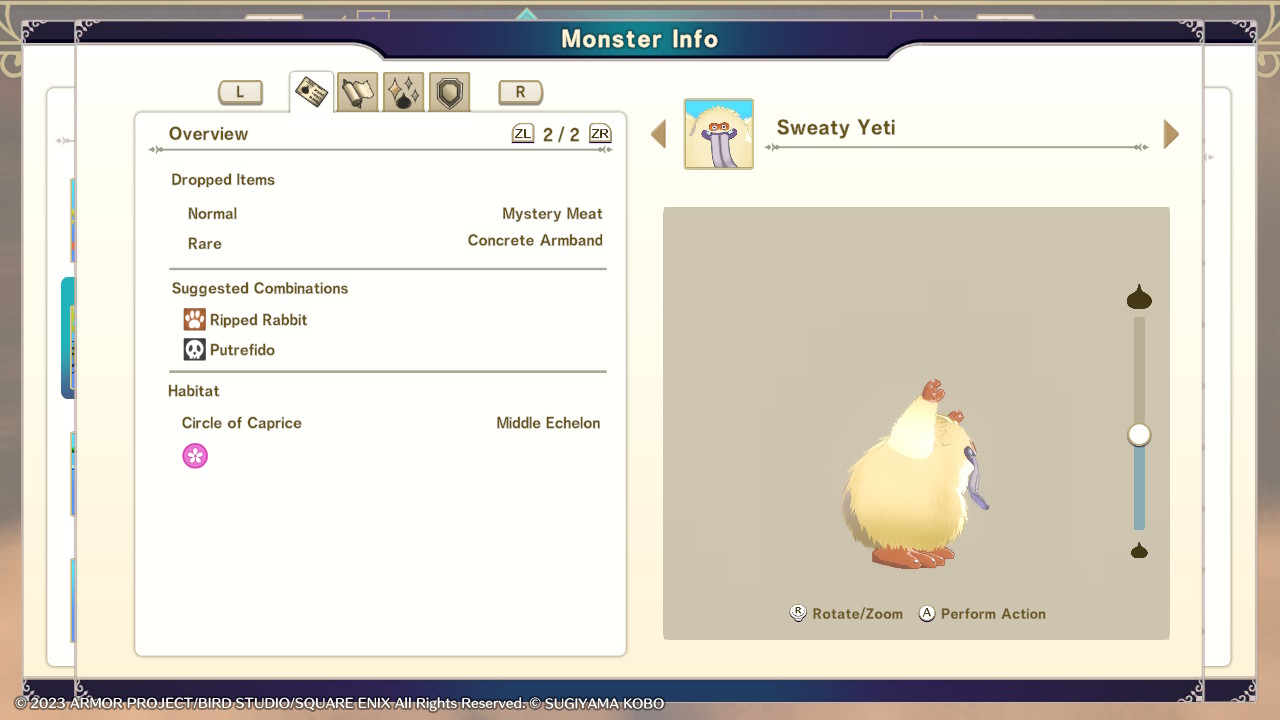 Monster Info
L
R
Overview
ZL 2 / 2 ZR
Dropped Items
Normal Mystery Meat
Rare Concrete Armband
Suggested Combinations
Ripped Rabbit
Putrefido
Habitat
Circle of Caprice Middle Echelon
Sweaty Yeti
R Rotate/Zoom A Perform Action
© 2023 ARMOR PROJECT/BIRD STUDIO/SQUARE ENIX All Rights Reserved. © SUGIYAMA KOBO